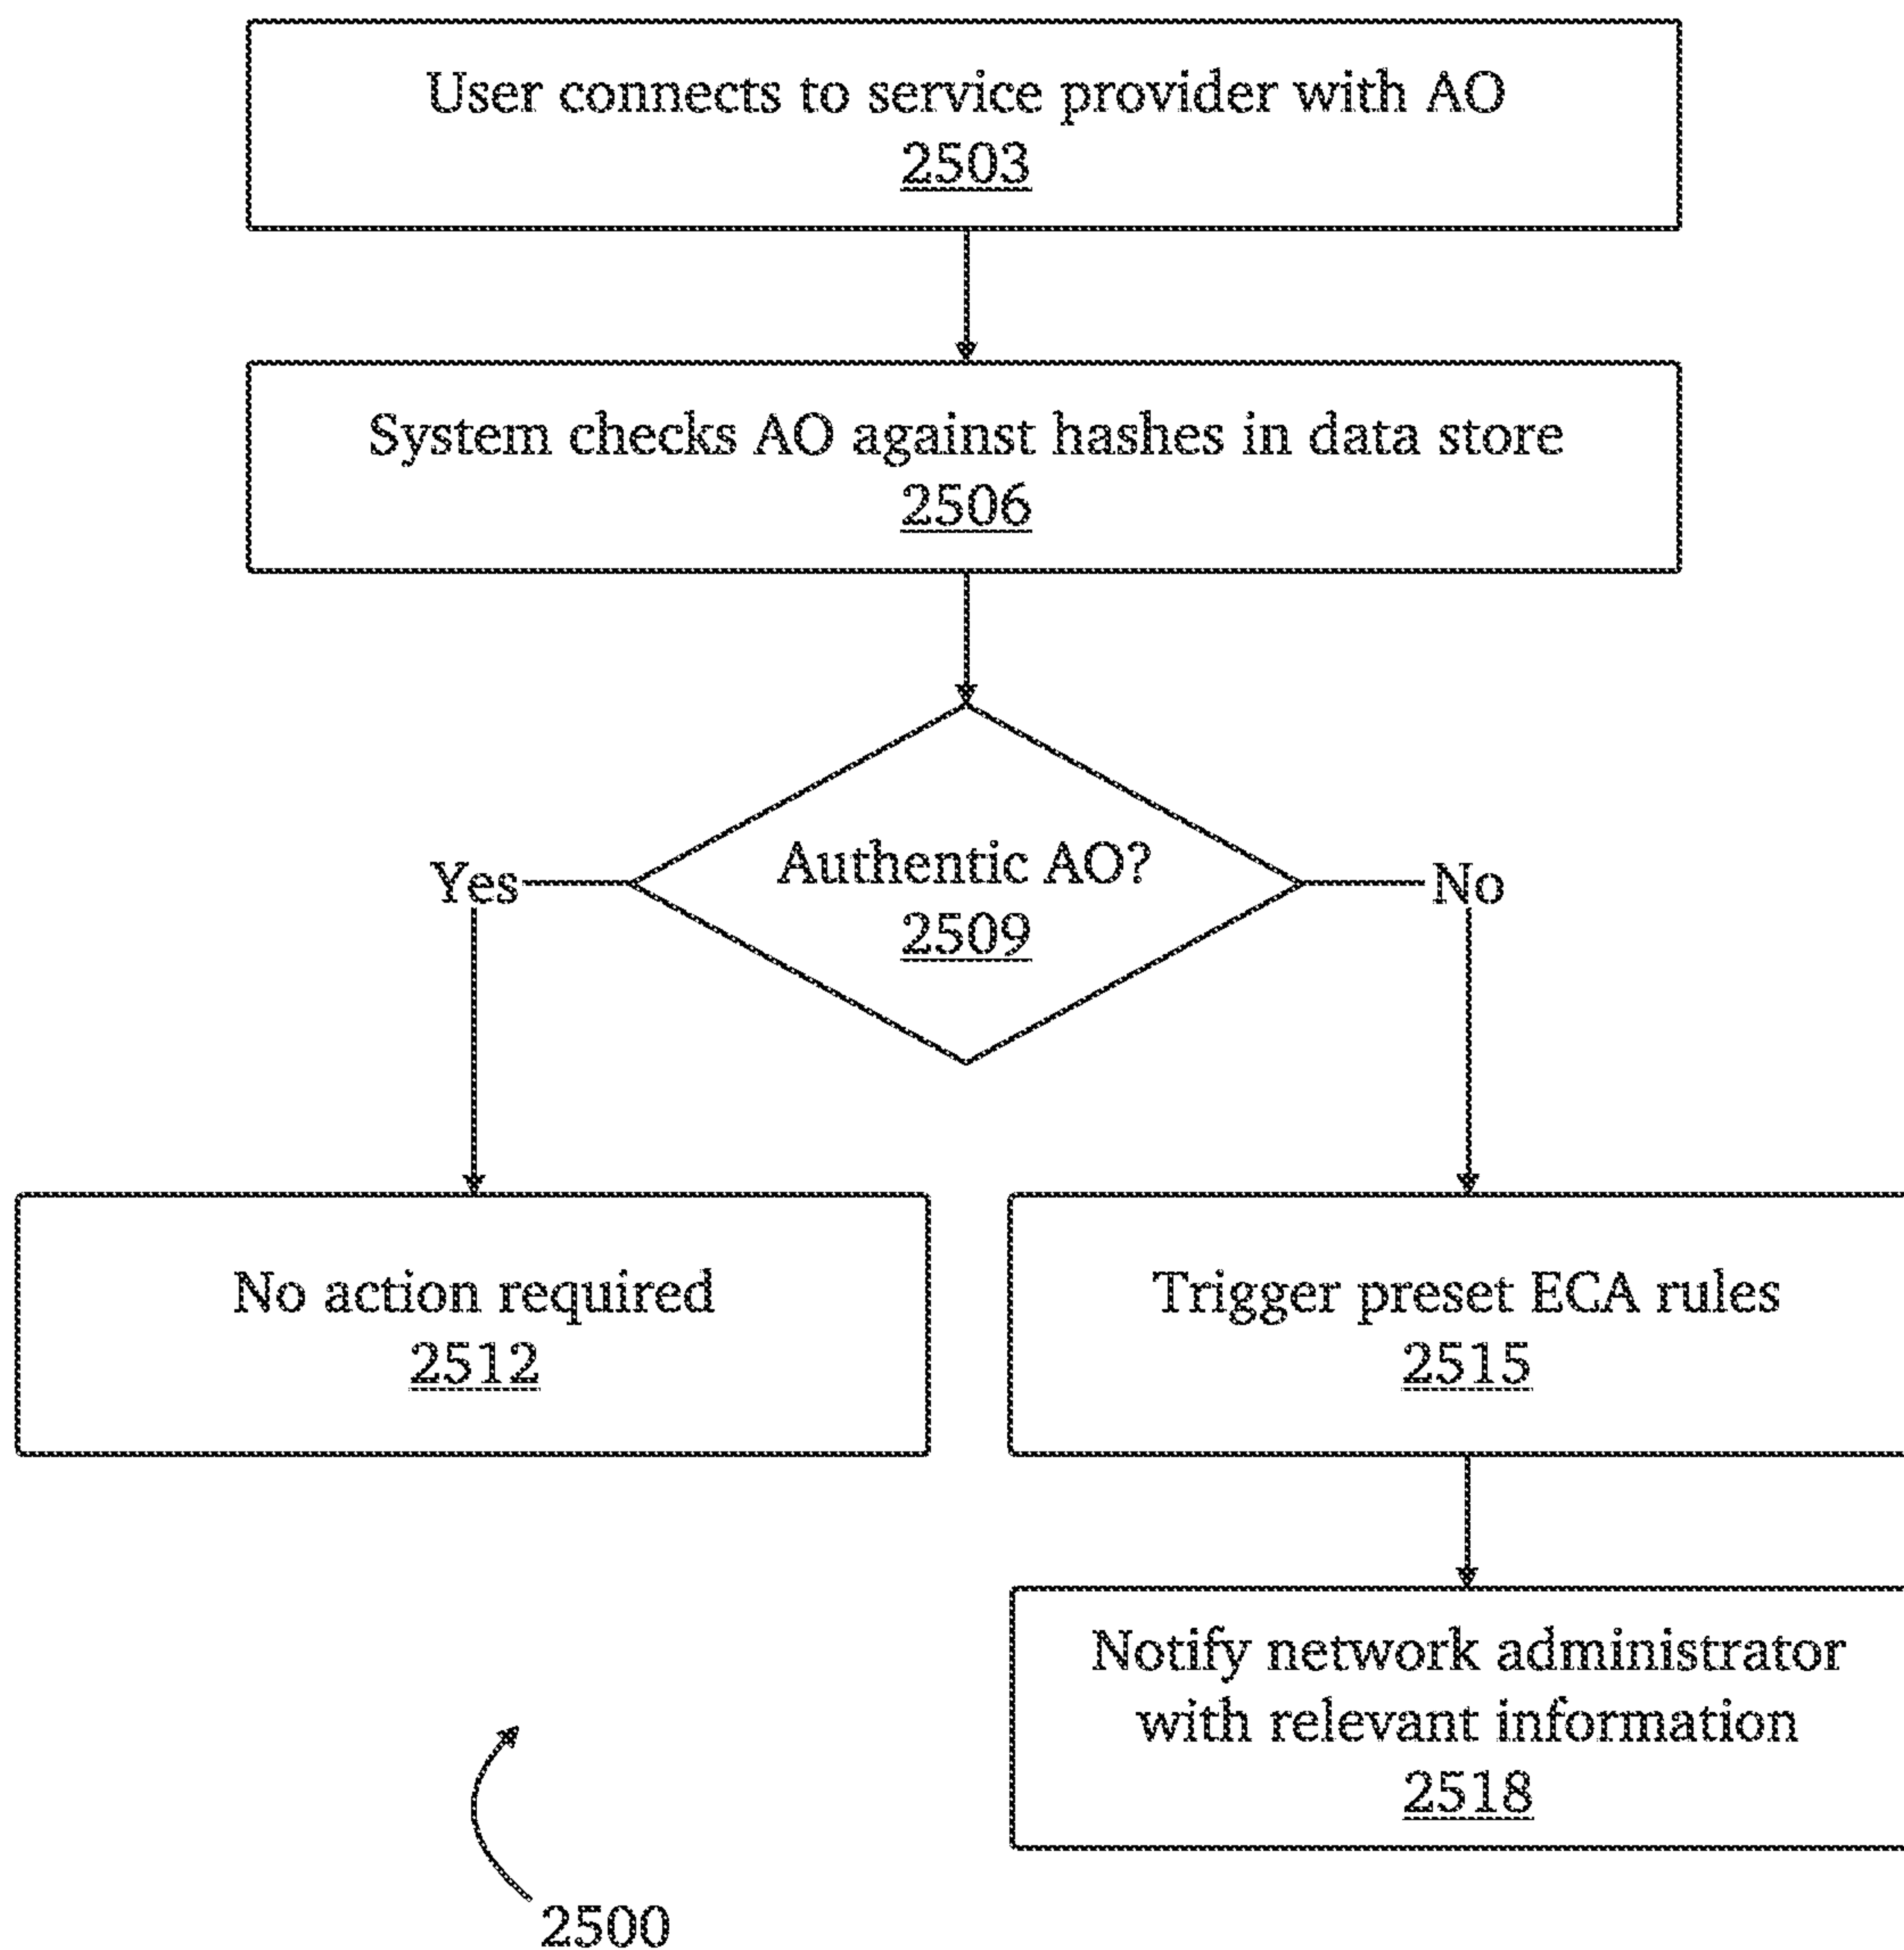 User connects to service provider with AO
2503
System checks AO against hashes in data store
2506
Authentic AO?
2509
Yes
No
No action required
2512
Trigger preset ECA rules
2515
Notify network administrator
with relevant information
2518
2500